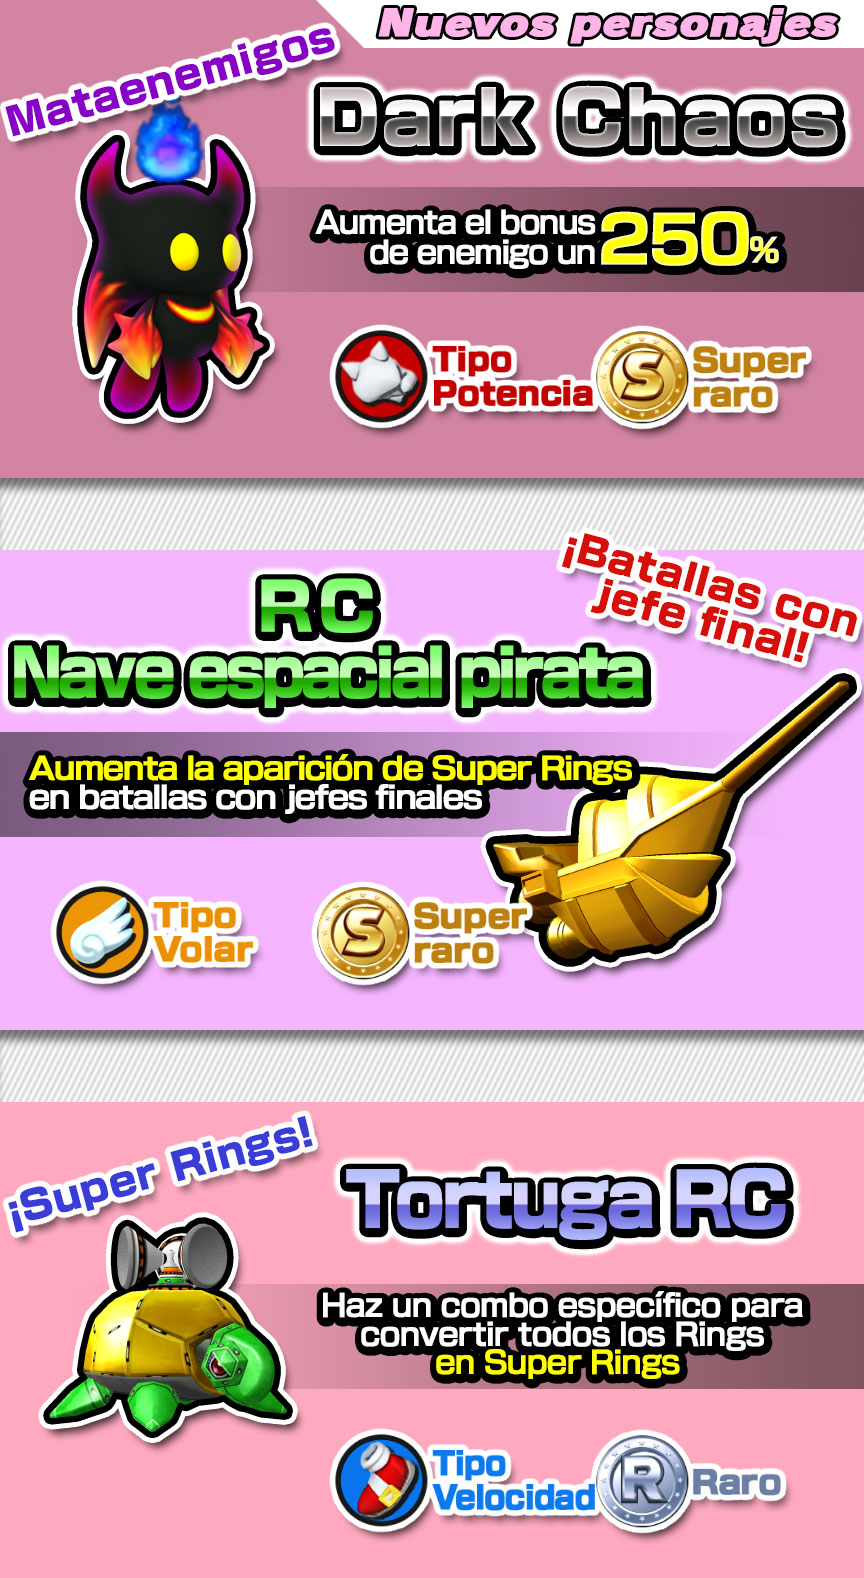 Nuevos personajes
Mataenemigos
Dark Chaos
Aumenta el bonus
de enemigo un 250%
Tipo
Potencia
S
Super
raro
¡Batallas con
jefe final!
RC
Nave espacial pirata
Aumenta la aparición de Super Rings
en batallas con jefes finales
Tipo
Volar
S
Super
raro
¡Super Rings!
Tortuga RC
Haz un combo específico para
convertir todos los Rings
en Super Rings
Tipo
Velocidad
R
Raro